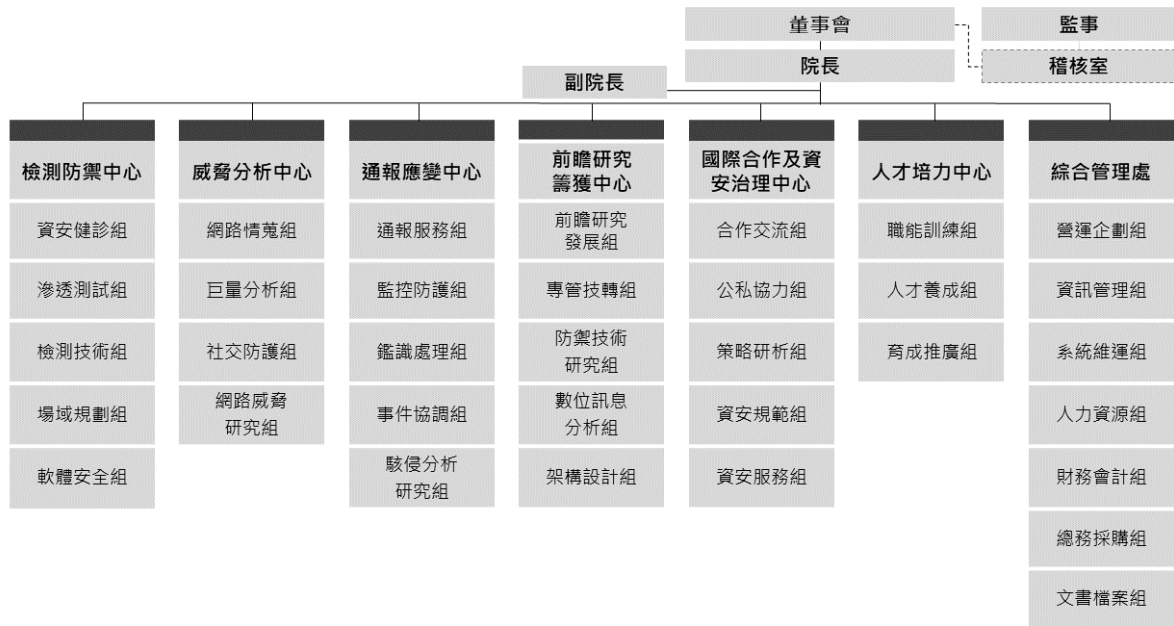 董事會
監事
院長
稽核室
副院長
檢測防禦中心
資安健診組
滲透測試組
檢測技術組
場域規劃組
軟體安全組
威脅分析中心
網路情蒐組
巨量分析組
社交防護組
網路威脅
研究組
通報應變中心
通報服務組
監控防護組
鑑識處理組
事件協調組
駭侵分析
研究組
前瞻研究
籌獲中心
前瞻研究
發展組
專管技轉組
防禦技術
研究組
數位訊息
分析組
架構設計組
國際合作及資
安治理中心
合作交流組
公私協力組
策略研析組
資安規範組
資安服務組
人才培力中心
職能訓練組
人才養成組
育成推廣組
綜合管理處
營運企劃組
資訊管理組
系統維運組
人力資源組
財務會計組
總務採購組
文書檔案組